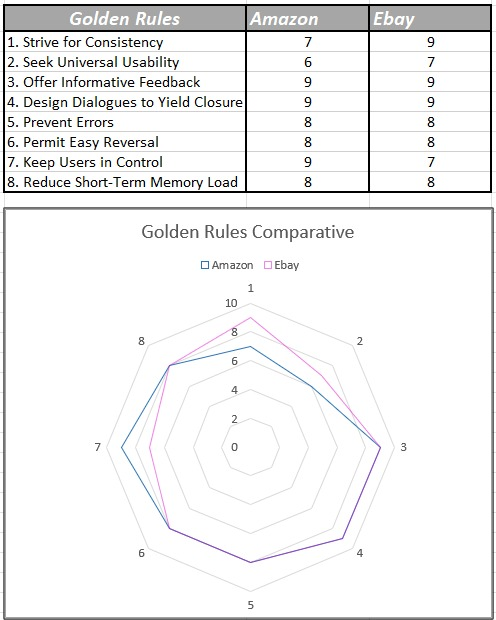 Golden Rules Amazon Ebay
1. Strive for Consistency 7 9
2. Seek Universal Usability 6 7
3. Offer Informative Feedback 9 9
4. Design Dialogues to Yield Closure 9 9
5. Prevent Errors 8 8
6. Permit Easy Reversal 8 8
7. Keep Users in Control 9 7
8. Reduce Short-Term Memory Load 8 8
Golden Rules Comparative
Amazon Ebay
1
10
8
6
4
2
0
2
3
4
5
6
7
8